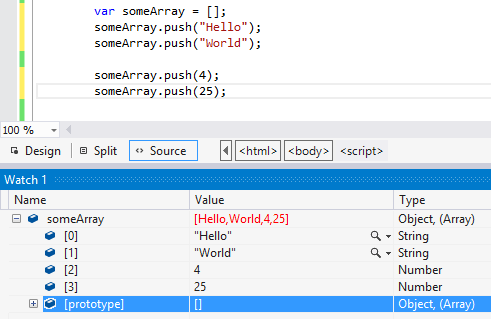 var someArray = [];
someArray.push("Hello");
someArray.push("World");
someArray.push(4);
someArray.push(25);
100 %
Design Split Source <html> <body> <script>
Watch 1
Name Value Type
someArray [Hello,World,4,25] Object, (Array)
[0] "Hello" String
[1] "World" String
[2] 4 Number
[3] 25 Number
[prototype] [] Object, (Array)